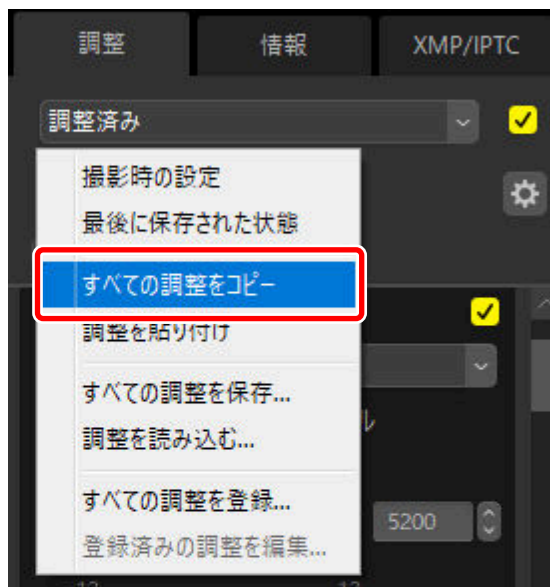 調整 情報 XMP/IPTC
調整済み
撮影時の設定
最後に保存された状態
すべての調整をコピー
調整を貼り付け
すべての調整を保存...
調整を読み込む...
ル
すべての調整を登録...
5200
登録済みの調整を編集...